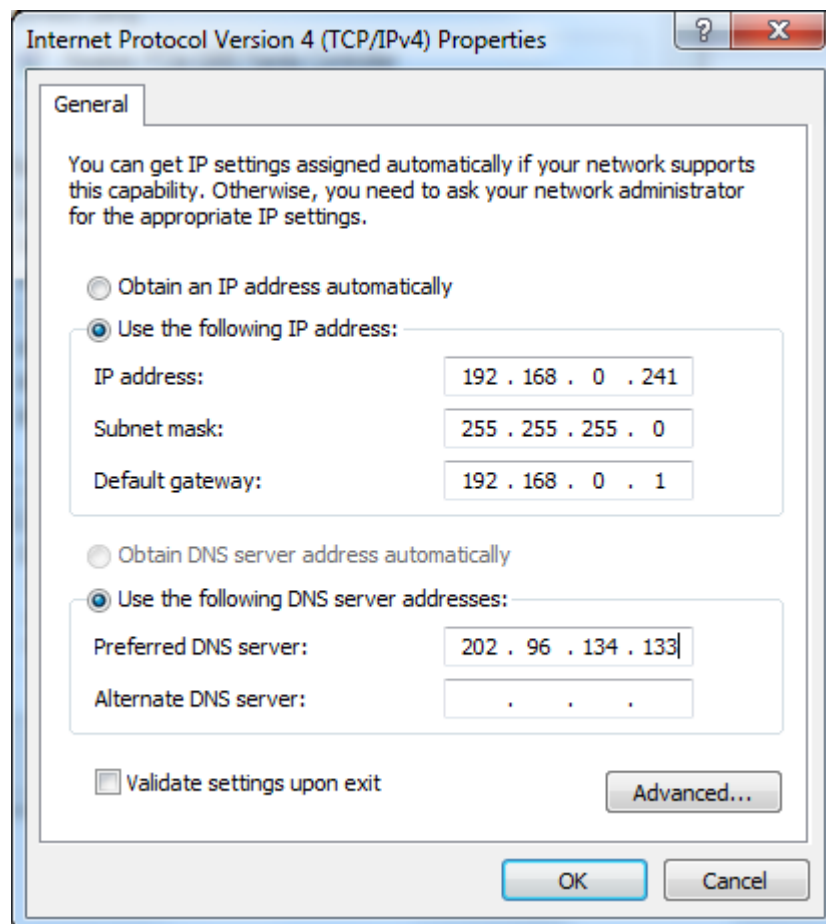 Internet Protocol Version 4 (TCP/IPv4) Properties
General
You can get IP settings assigned automatically if your network supports
this capability. Otherwise, you need to ask your network administrator
for the appropriate IP settings.
Obtain an IP address automatically
Use the following IP address:
IP address: 192 . 168 . 0 . 241
Subnet mask: 255 . 255 . 255 . 0
Default gateway: 192 . 168 . 0 . 1
Obtain DNS server address automatically
Use the following DNS server addresses:
Preferred DNS server: 202 . 96 . 134 . 133
Alternate DNS server: . . .
Validate settings upon exit
Advanced...
OK Cancel